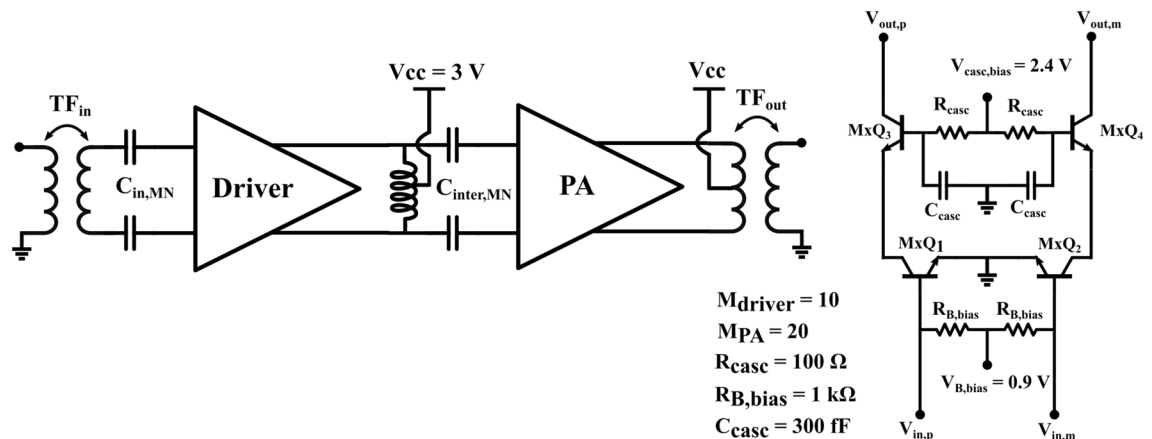 TFin
Cin,MN
Driver
Vcc = 3 V
Cinter,MN
PA
Vcc
TFout
Mdriver = 10
MPA = 20
Rcasc = 100 Ω
RB,bias = 1 kΩ
Ccasc = 300 fF
Vout,p
Vout,m
Vcasc,bias = 2.4 V
Rcasc
Rcasc
MxQ3
MxQ4
Ccasc
Ccasc
MxQ1
MxQ2
RB,bias
RB,bias
VB,bias = 0.9 V
Vin,p
Vin,m